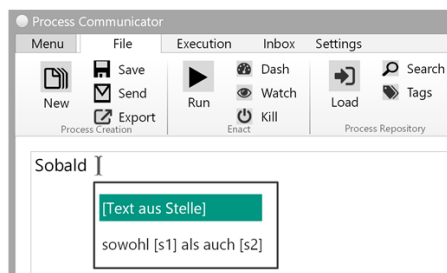 Process Communicator
Menu File Execution Inbox Settings
New
Save
Send
Export
Process Creation
Run
Dash
Watch
Kill
Enact
Load
Search
Tags
Process Repository
Sobald
[Text aus Stelle]
sowohl [s1] als auch [s2]